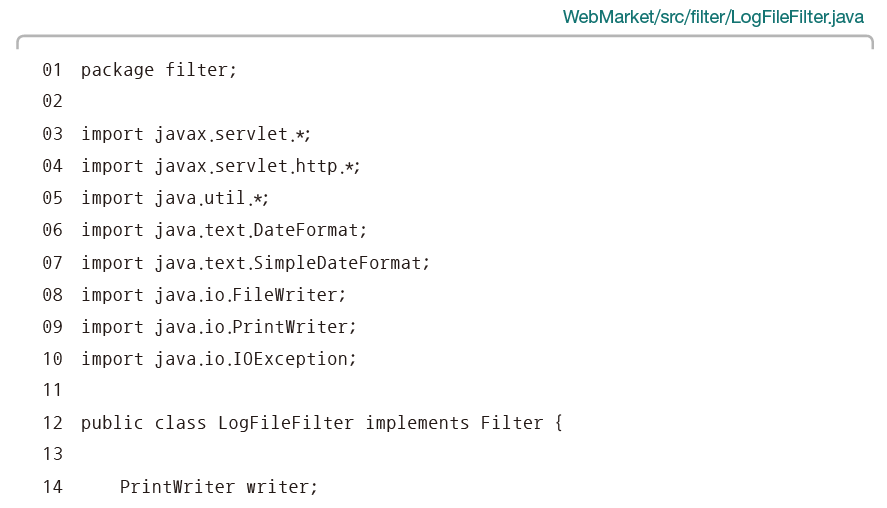 WebMarket/src/filter/LogFileFilter.java
01 package filter;
02
03 import javax.servlet.*;
04 import javax.servlet.http.*;
05 import java.util.*;
06 import java.text.DateFormat;
07 import java.text.SimpleDateFormat;
08 import java.io.FileWriter;
09 import java.io.PrintWriter;
10 import java.io.IOException;
11
12 public class LogFileFilter implements Filter {
13
14 PrintWriter writer;